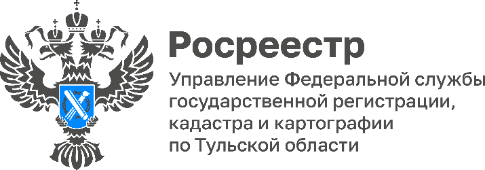 Росреестр
Управление Федеральной службы
государственной регистрации,
кадастра и картографии
по Тульской области